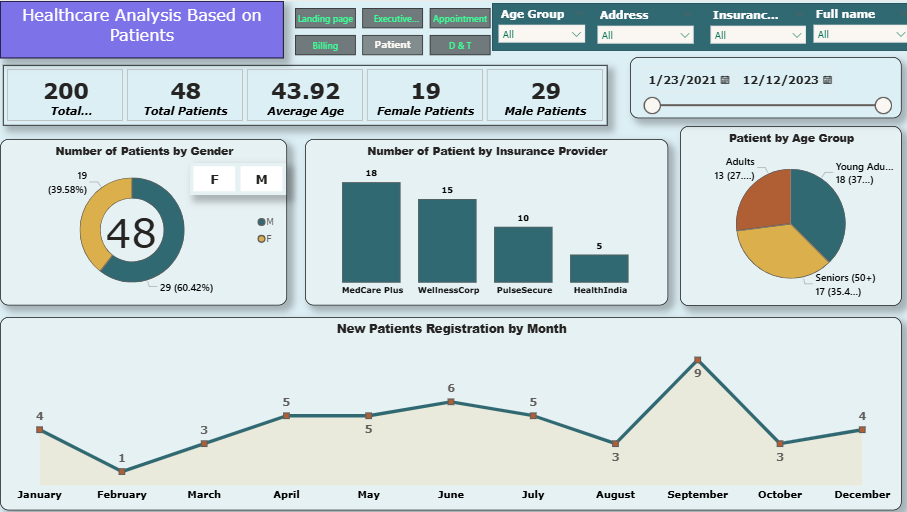 Healthcare Analysis Based on
Patients
Landing page
Executive...
Appointment
Billing
Patient
D & T
Age Group
All
Address
All
Insuranc...
All
Full name
All
200
Total...
48
Total Patients
43.92
Average Age
19
Female Patients
29
Male Patients
1/23/2021
12/12/2023
Number of Patients by Gender
19
(39.58%)
F
M
48
M
F
29 (60.42%)
Number of Patient by Insurance Provider
18
15
10
5
MedCare Plus
WellnessCorp
PulseSecure
HealthIndia
Patient by Age Group
Adults
13 (27....)
Young Adu...
18 (37...)
Seniors (50+)
17 (35.4...)
New Patients Registration by Month
4
1
3
5
5
6
5
3
9
3
4
January
February
March
April
May
June
July
August
September
October
December